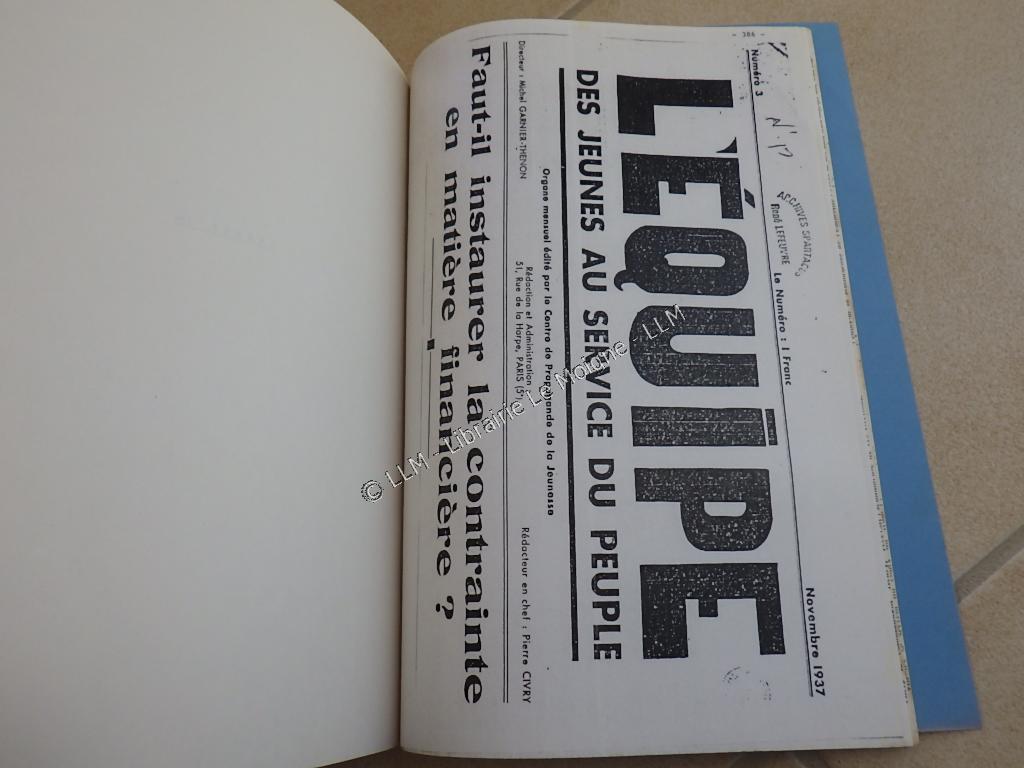 - 386 -
Numéro 3
Le Numéro : 1 Franc
Novembre 1937
ARCHIVES SPARTACUS
René LEFEUVRE
L'ÉQUIPE
DES JEUNES AU SERVICE DU PEUPLE
Organe mensuel édité par le Centre de Propagande de la Jeunesse
Directeur : Michel GARNIER-THENON
Rédaction et Administration :
51, Rue de la Harpe, PARIS (5e)
Rédacteur en chef : Pierre CIVRY
Faut-il instaurer la contrainte
en matière financière ?
© LLM - Librairie Le Moione - LLM